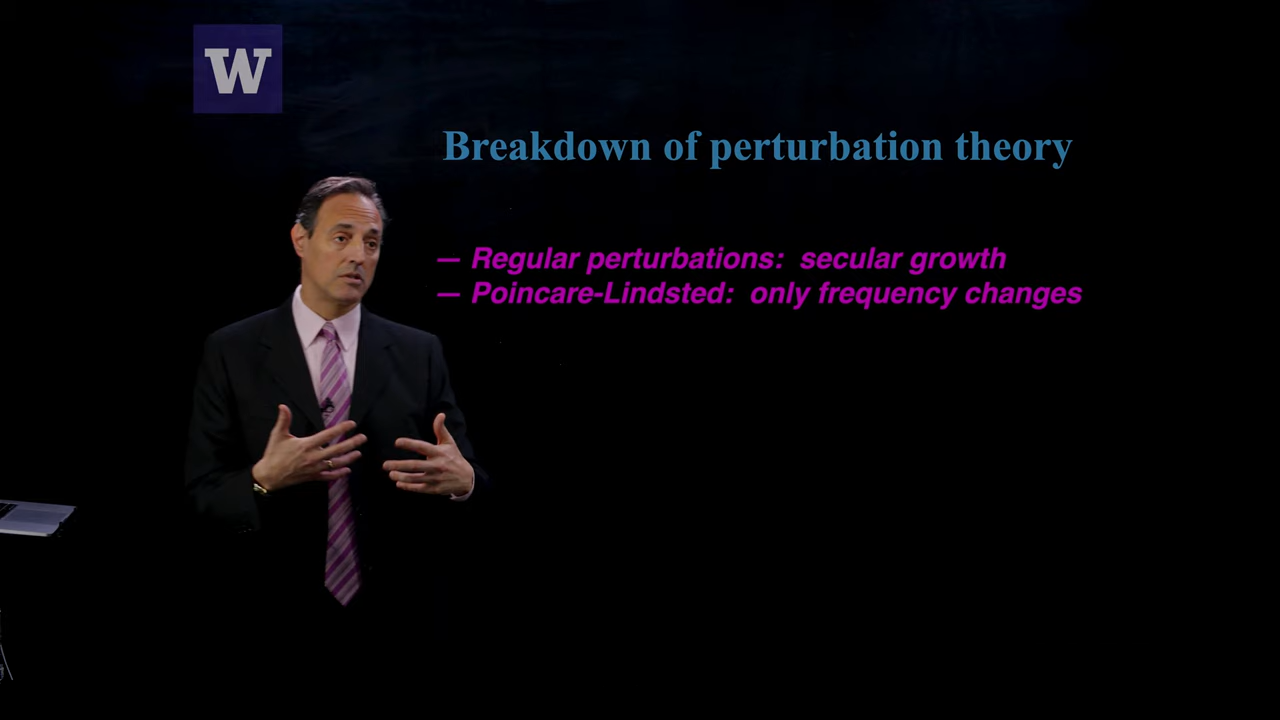 W
Breakdown of perturbation theory
— Regular perturbations: secular growth
— Poincare-Lindsted: only frequency changes